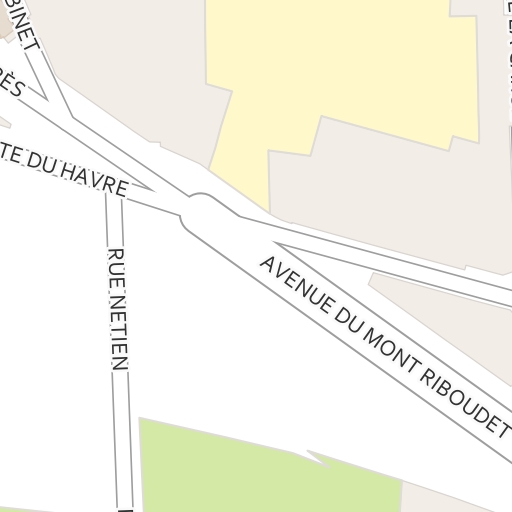 BINET
RÈS
TE DU HAVRE
RUE NETIEN
AVENUE DU MONT RIBOUDET